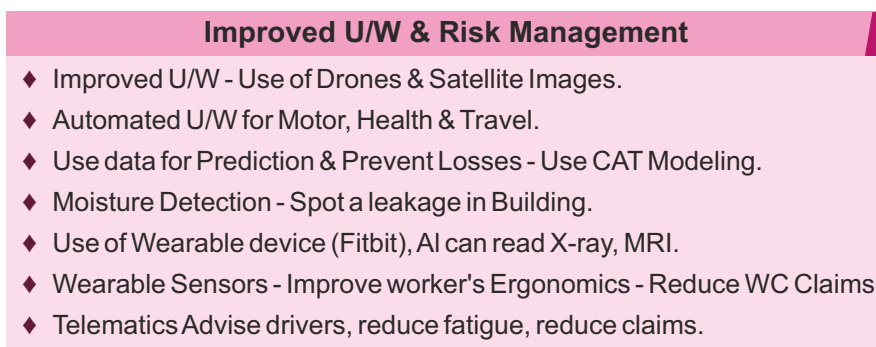 Improved U/W & Risk Management
♦ Improved U/W - Use of Drones & Satellite Images.
♦ Automated U/W for Motor, Health & Travel.
♦ Use data for Prediction & Prevent Losses - Use CAT Modeling.
♦ Moisture Detection - Spot a leakage in Building.
♦ Use of Wearable device (Fitbit), AI can read X-ray, MRI.
♦ Wearable Sensors - Improve worker's Ergonomics - Reduce WC Claims
♦ Telematics Advise drivers, reduce fatigue, reduce claims.